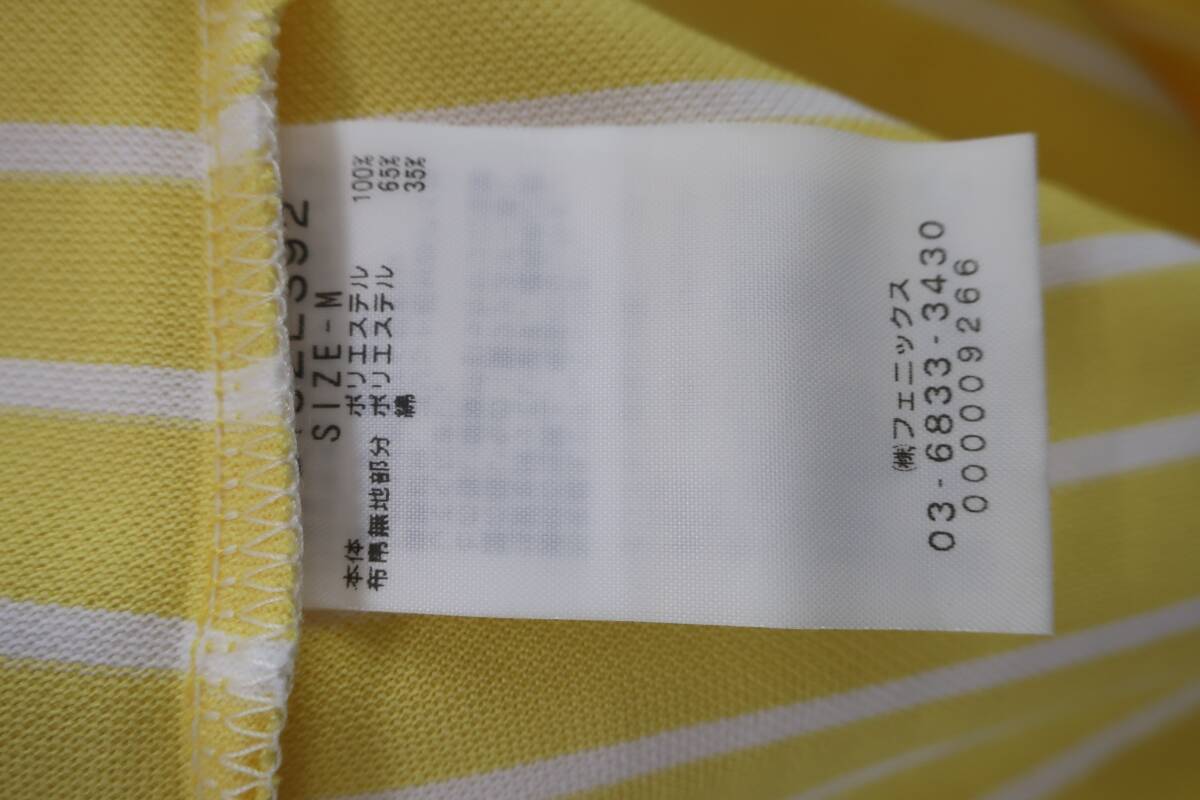 SIZE-M
本体 ポリエステル 100%
布帛無地部分 ポリエステル 65%
綿 35%
㈱フェニックス
03-6833-3430
000009266